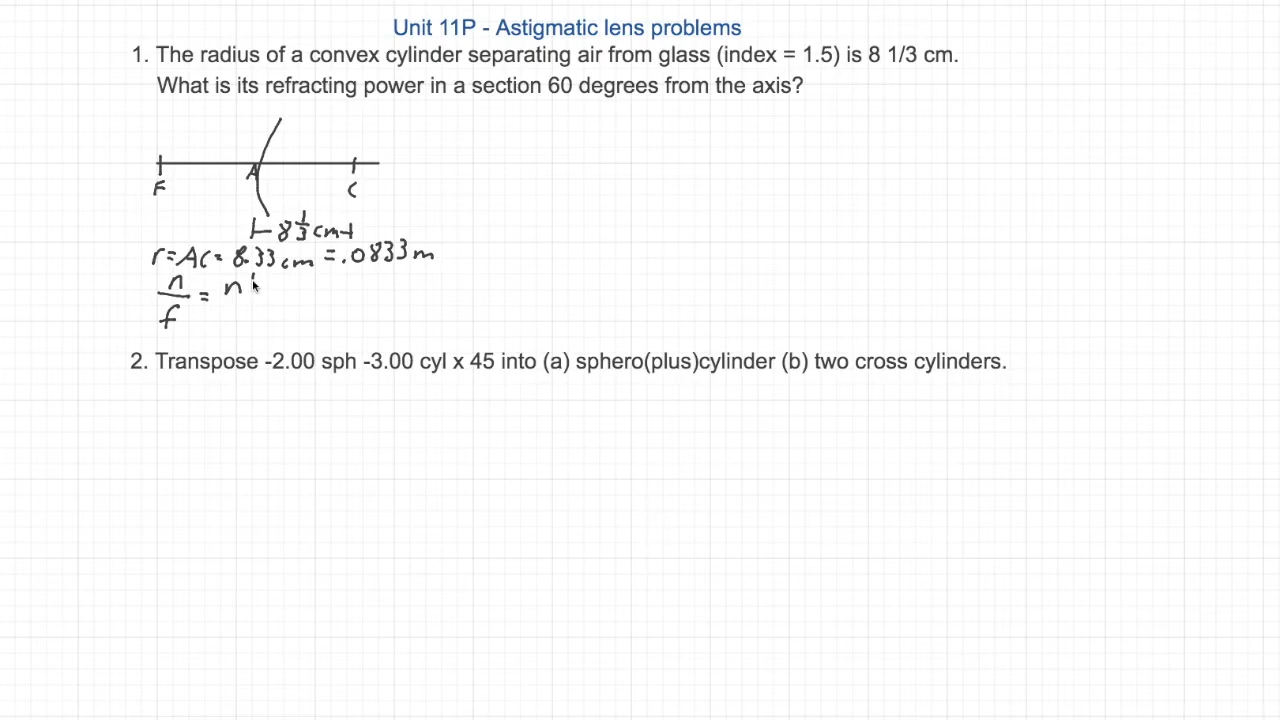 Unit 11P - Astigmatic lens problems
1. The radius of a convex cylinder separating air from glass (index = 1.5) is 8 1/3 cm.
What is its refracting power in a section 60 degrees from the axis?
F A C
8 1/3 cm
r = AC = 8.33 cm = .0833 m
n/f = n'
2. Transpose -2.00 sph -3.00 cyl x 45 into (a) sphero(plus)cylinder (b) two cross cylinders.